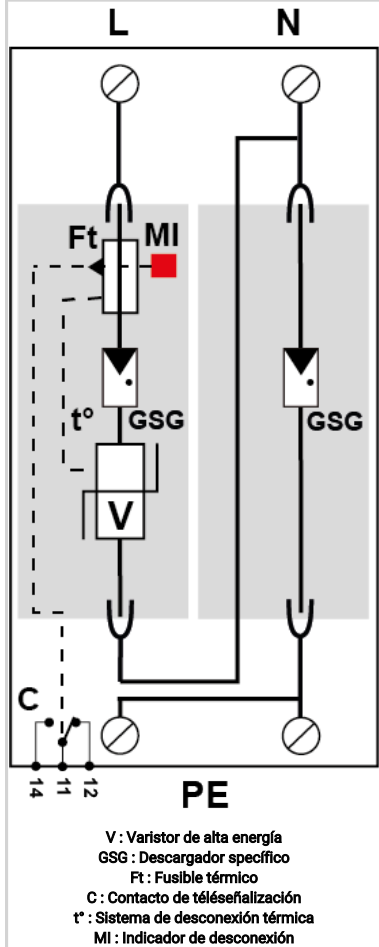 L N
Ft MI
t° GSG GSG
V
C
14 11 12
PE
V : Varistor de alta energía
GSG : Descargador specífico
Ft : Fusible térmico
C : Contacto de téléseñalización
t° : Sistema de desconexión térmica
MI : Indicador de desconexión